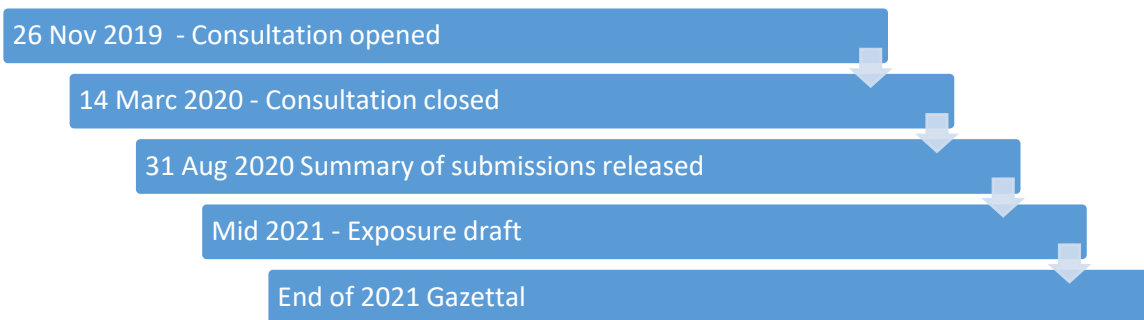 26 Nov 2019  - Consultation opened
14 Marc 2020 - Consultation closed
31 Aug 2020 Summary of submissions released
Mid 2021 - Exposure draft
End of 2021 Gazettal